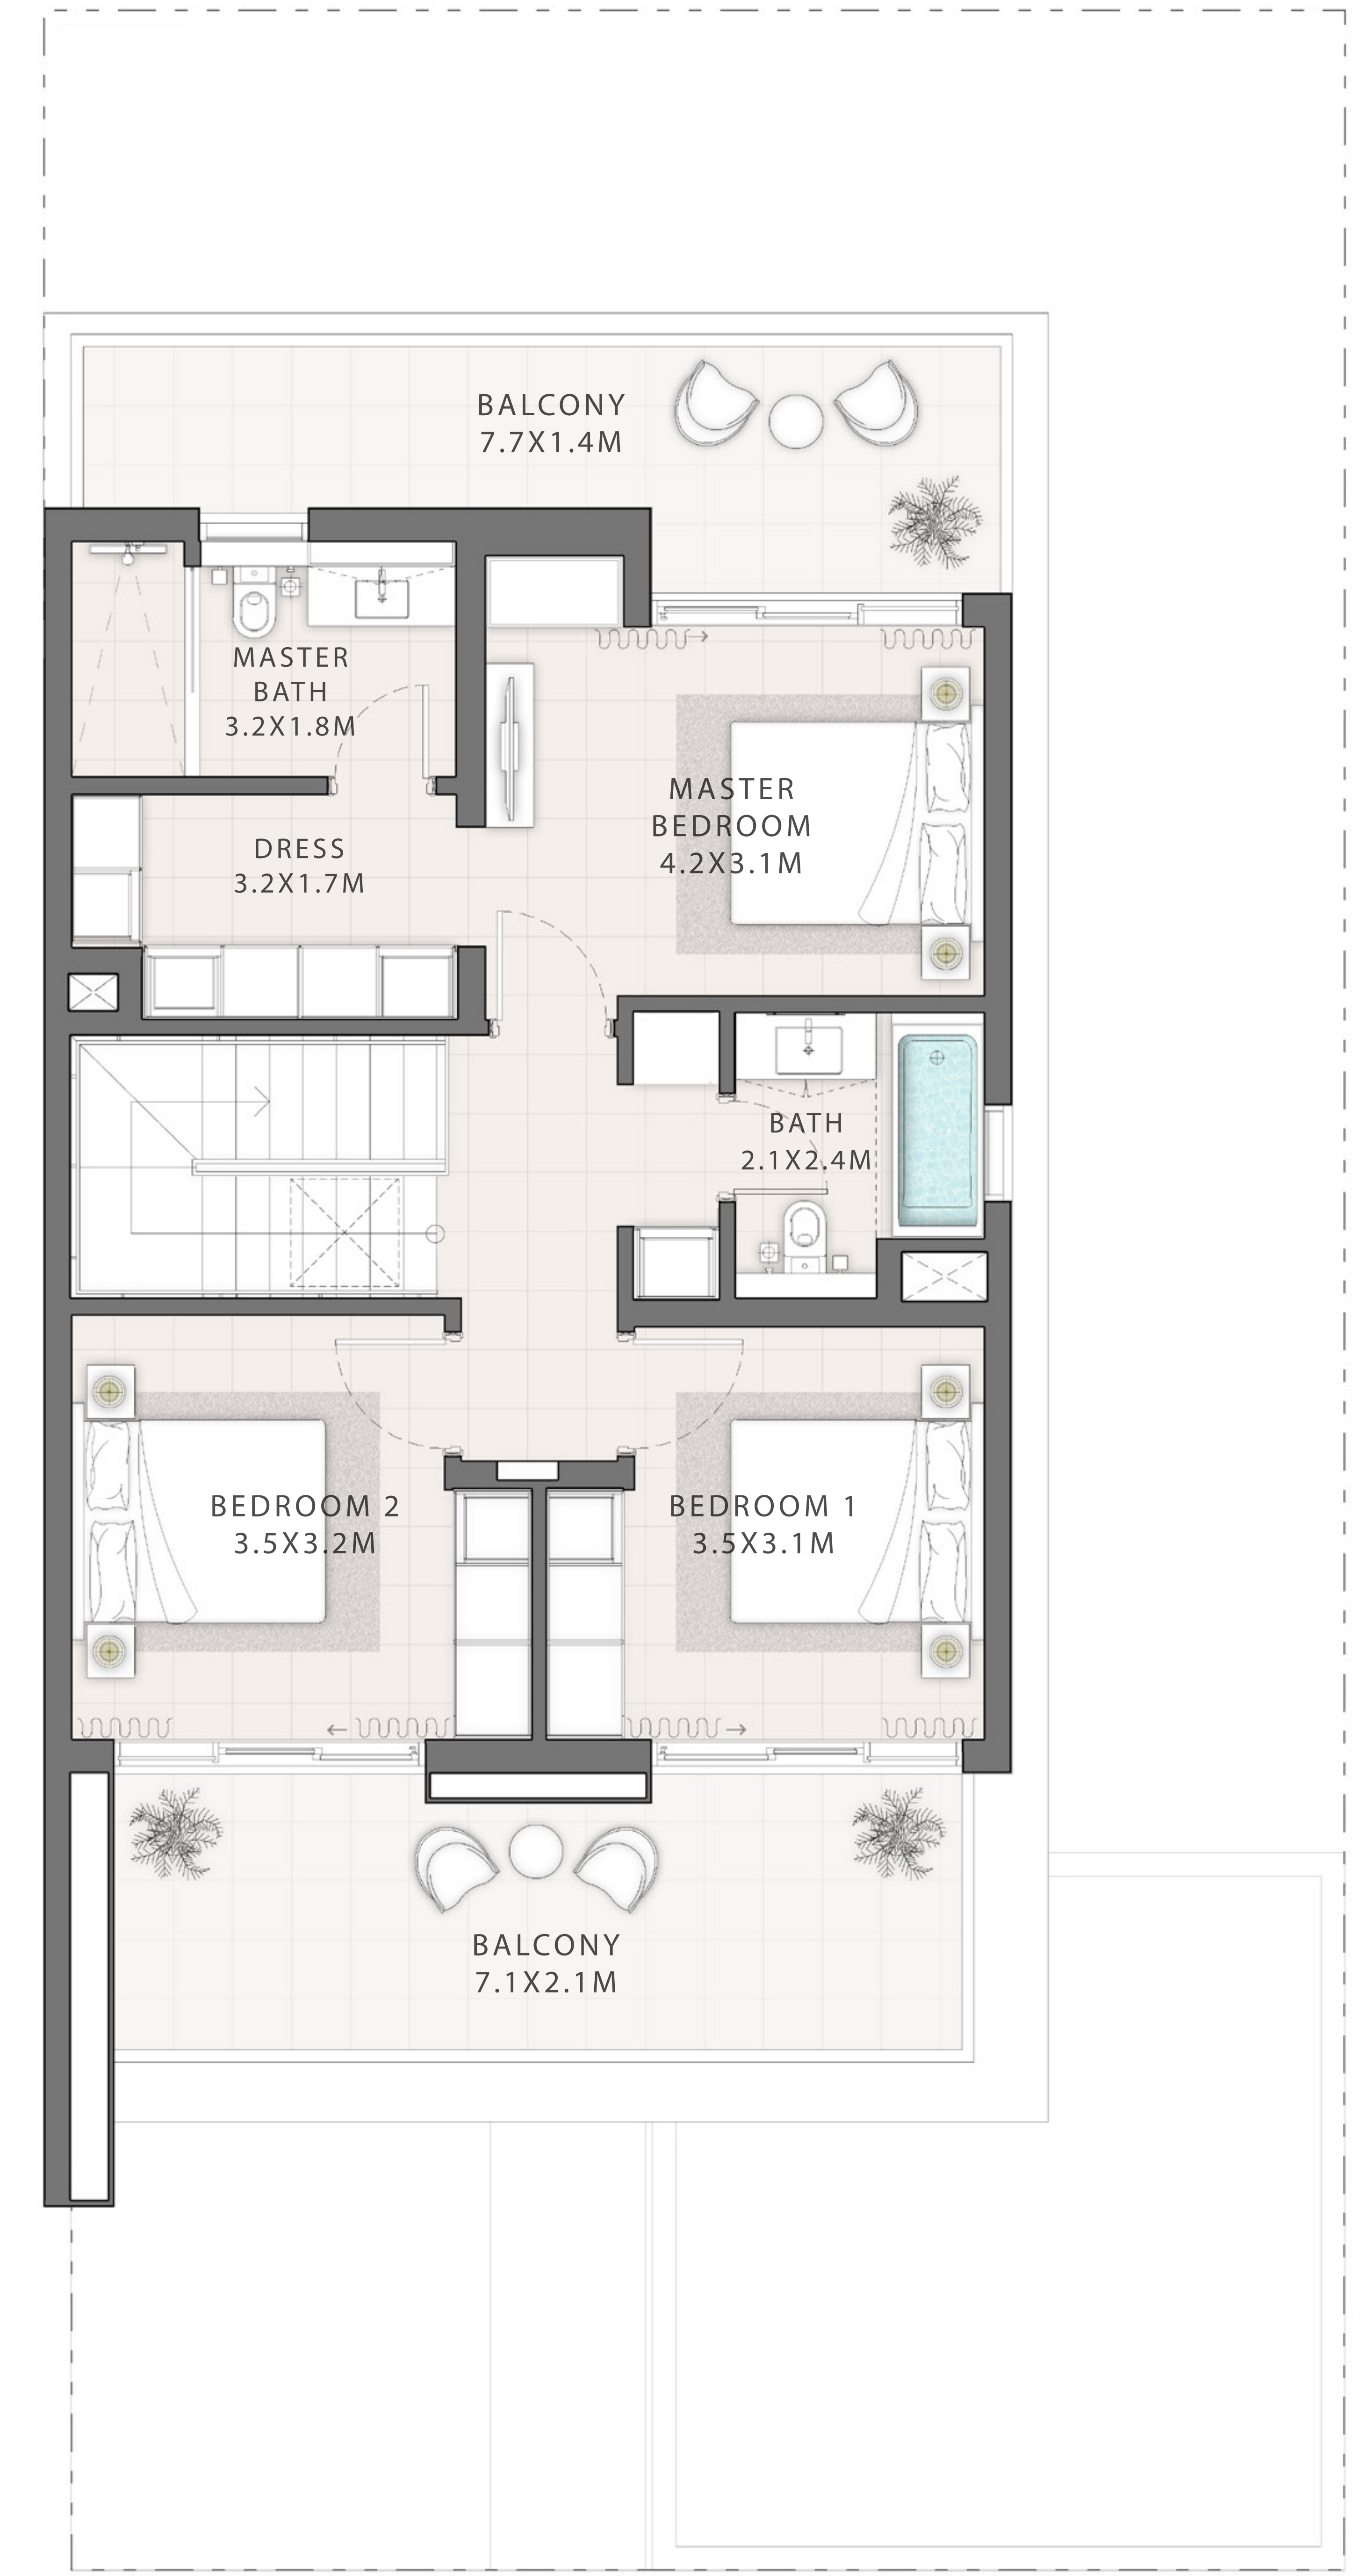 BALCONY
7.7X1.4M
MASTER
BATH
3.2X1.8M
MASTER
BEDROOM
4.2X3.1M
DRESS
3.2X1.7M
BATH
2.1X2.4M
BEDROOM 2
3.5X3.2M
BEDROOM 1
3.5X3.1M
BALCONY
7.1X2.1M